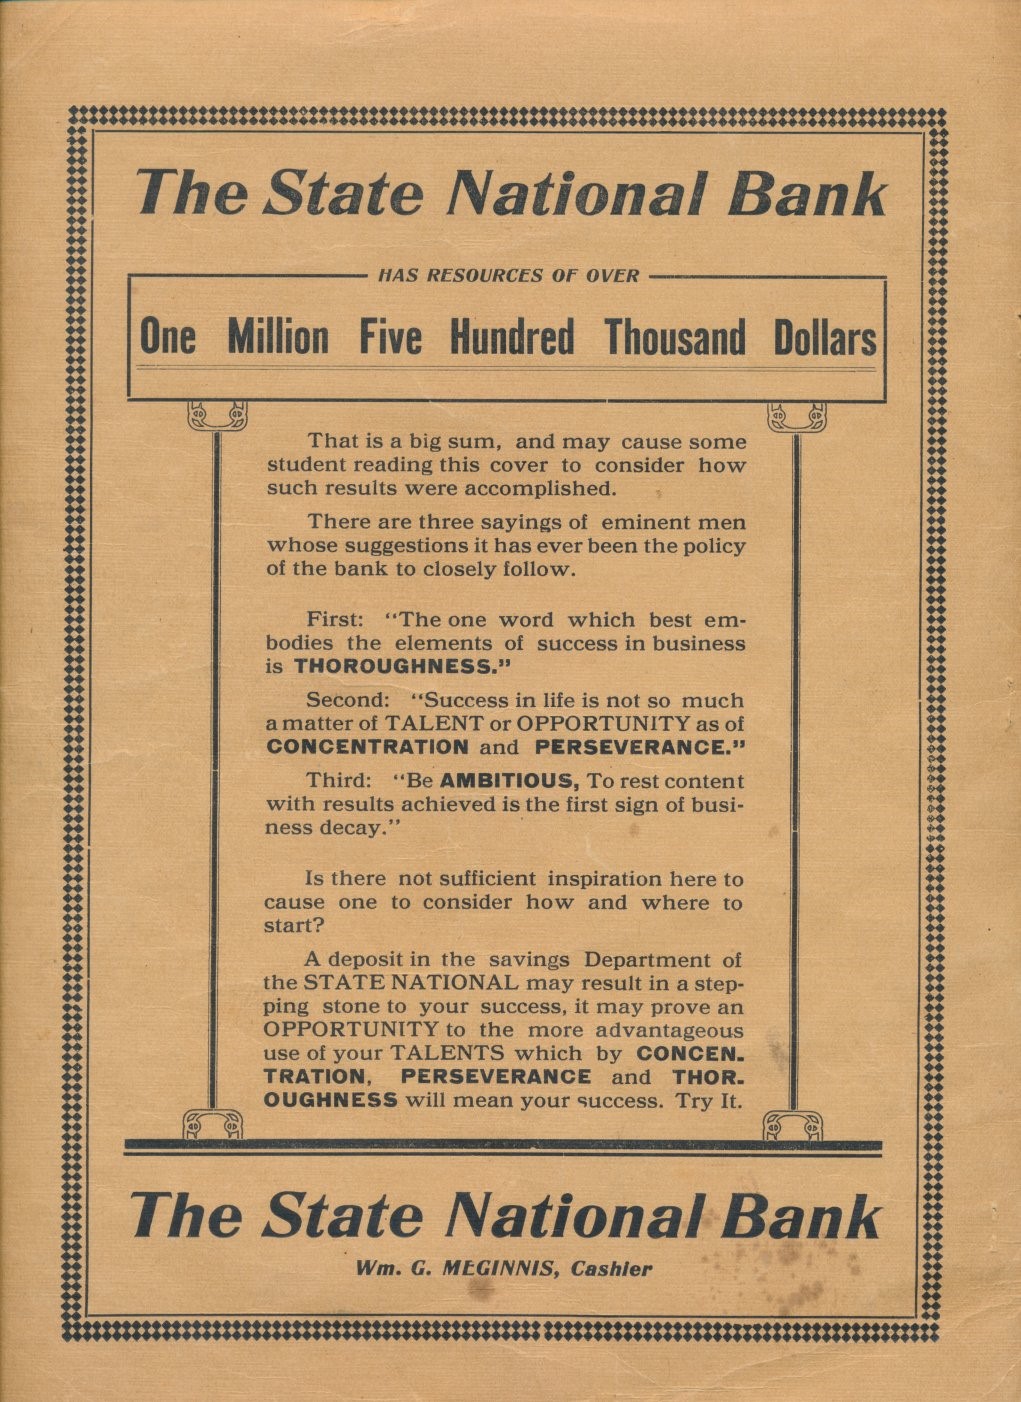 The State National Bank
HAS RESOURCES OF OVER
One Million Five Hundred Thousand Dollars
That is a big sum, and may cause some
student reading this cover to consider how
such results were accomplished.
There are three sayings of eminent men
whose suggestions it has ever been the policy
of the bank to closely follow.
First: "The one word which best em-
bodies the elements of success in business
is THOROUGHNESS."
Second: "Success in life is not so much
a matter of TALENT or OPPORTUNITY as of
CONCENTRATION and PERSEVERANCE."
Third: "Be AMBITIOUS, To rest content
with results achieved is the first sign of busi-
ness decay."
Is there not sufficient inspiration here to
cause one to consider how and where to
start?
A deposit in the savings Department of
the STATE NATIONAL may result in a step-
ping stone to your success, it may prove an
OPPORTUNITY to the more advantageous
use of your TALENTS which by CONCEN-
TRATION, PERSEVERANCE and THOR-
OUGHNESS will mean your success. Try It.
The State National Bank
Wm. G. MEGINNIS, Cashier